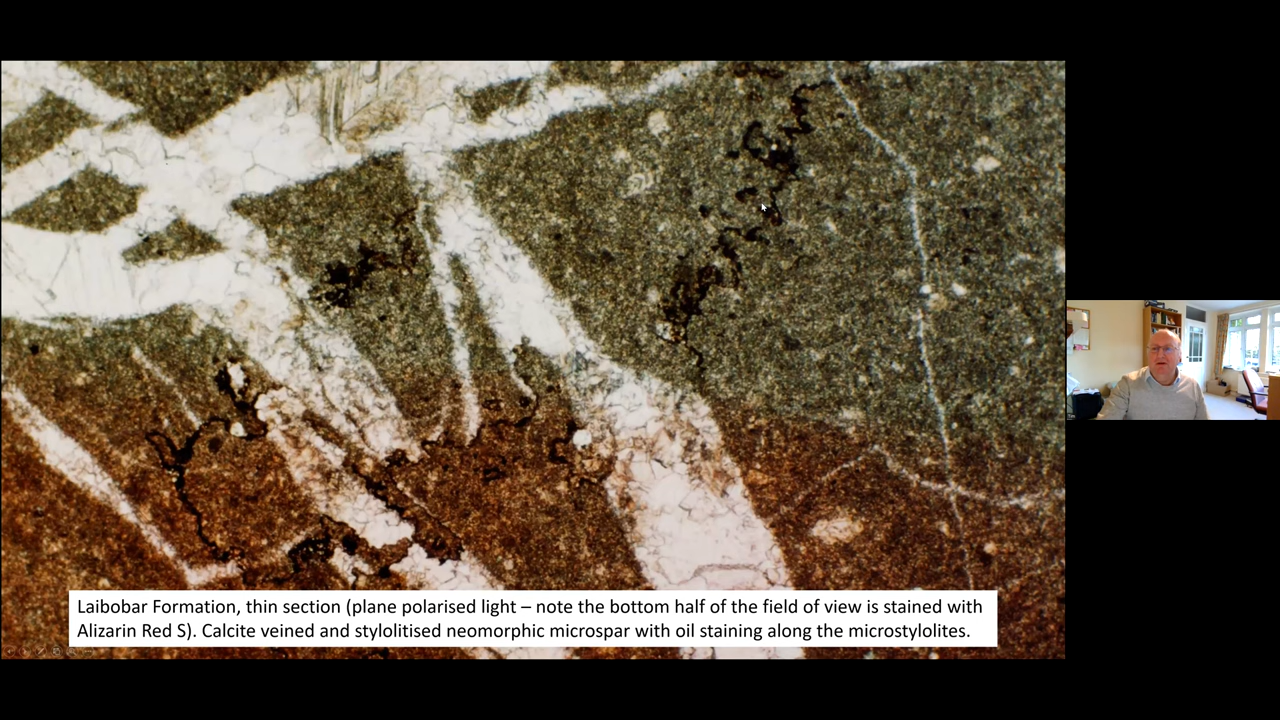 Laibobar Formation, thin section (plane polarised light – note the bottom half of the field of view is stained with
Alizarin Red S). Calcite veined and stylolitised neomorphic microspar with oil staining along the microstylolites.